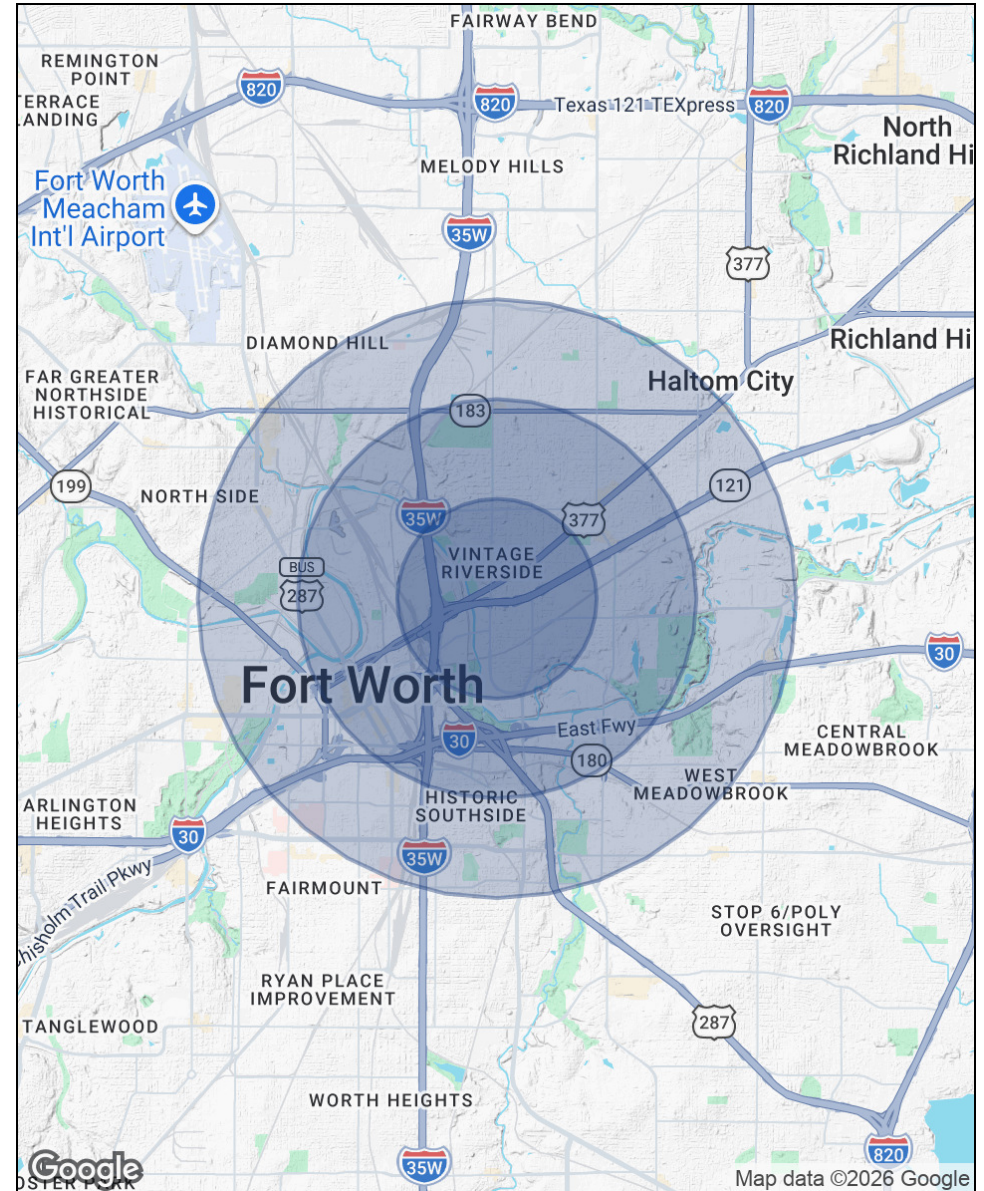 FAIRWAY BEND
REMINGTON
POINT
820
TERRACE
LANDING
820
Texas 121 TEXpress
820
North
Richland Hi
MELODY HILLS
Fort Worth
Meacham
Int'l Airport
35W
377
DIAMOND HILL
Richland Hi
FAR GREATER
NORTHSIDE
HISTORICAL
Haltom City
183
199
NORTH SIDE
121
35W
377
VINTAGE
RIVERSIDE
BUS
287
30
Fort Worth
30
East Fwy
180
CENTRAL
MEADOWBROOK
WEST
MEADOWBROOK
ARLINGTON
HEIGHTS
HISTORIC
SOUTHSIDE
30
35W
Chisholm Trail Pkwy
FAIRMOUNT
STOP 6/POLY
OVERSIGHT
RYAN PLACE
IMPROVEMENT
TANGLEWOOD
287
WORTH HEIGHTS
820
35W
Google
OSTER PARK
Map data ©2026 Google